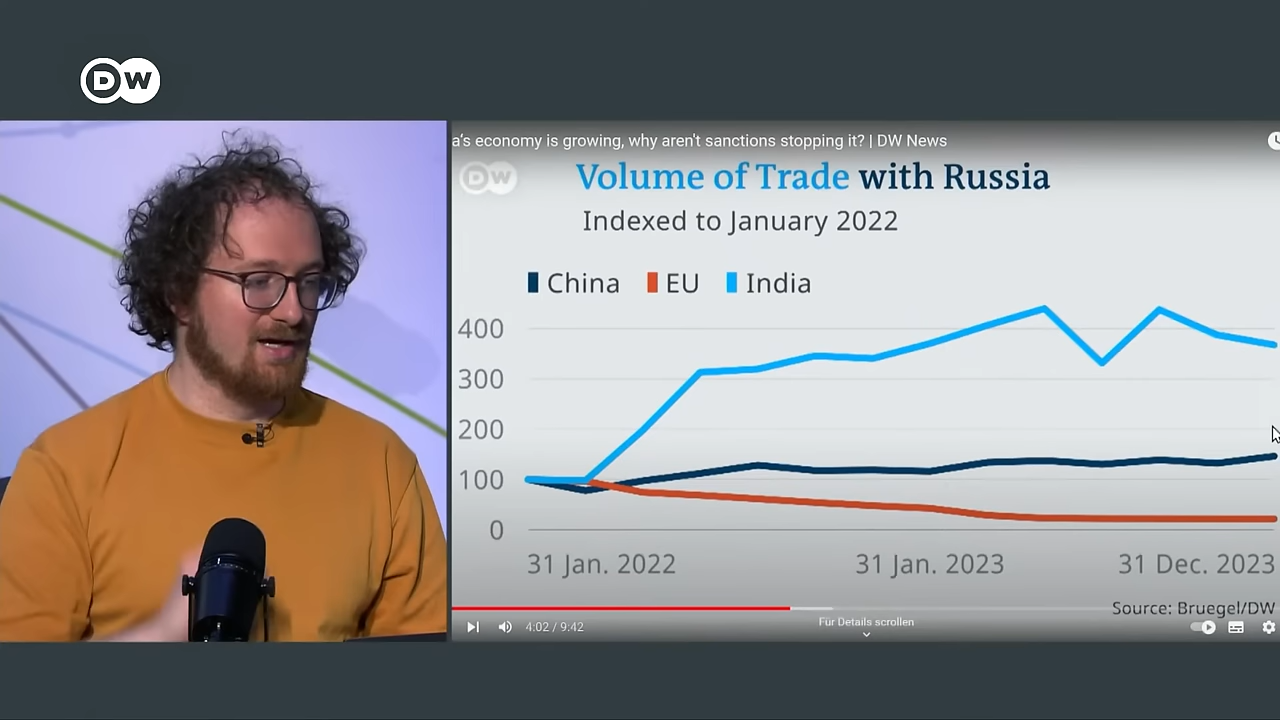 DW
a's economy is growing, why aren't sanctions stopping it? | DW News
DW
Volume of Trade with Russia
Indexed to January 2022
China EU India
400
300
200
100
0
31 Jan. 2022 31 Jan. 2023 31 Dec. 2023
Source: Bruegel/DW
4:02 / 9:42
Für Details scrollen